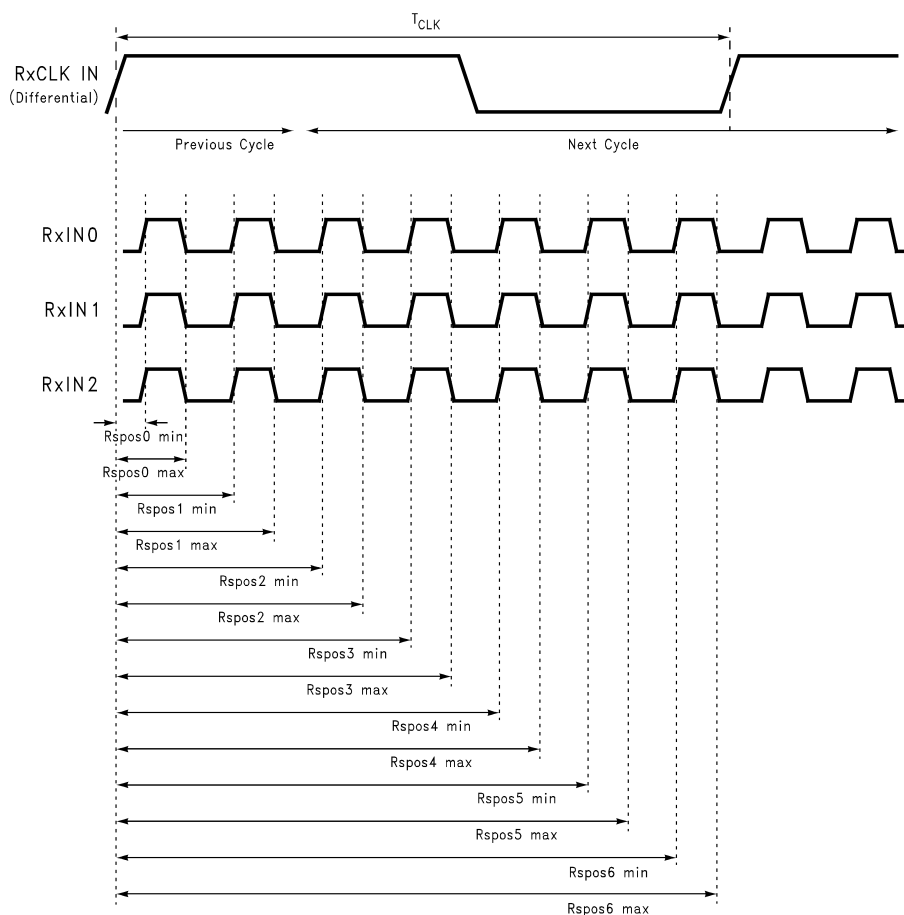 TCLK
RxCLK IN
(Differential)
Previous Cycle
Next Cycle
RxIN0
RxIN1
RxIN2
Rspos0 min
Rspos0 max
Rspos1 min
Rspos1 max
Rspos2 min
Rspos2 max
Rspos3 min
Rspos3 max
Rspos4 min
Rspos4 max
Rspos5 min
Rspos5 max
Rspos6 min
Rspos6 max